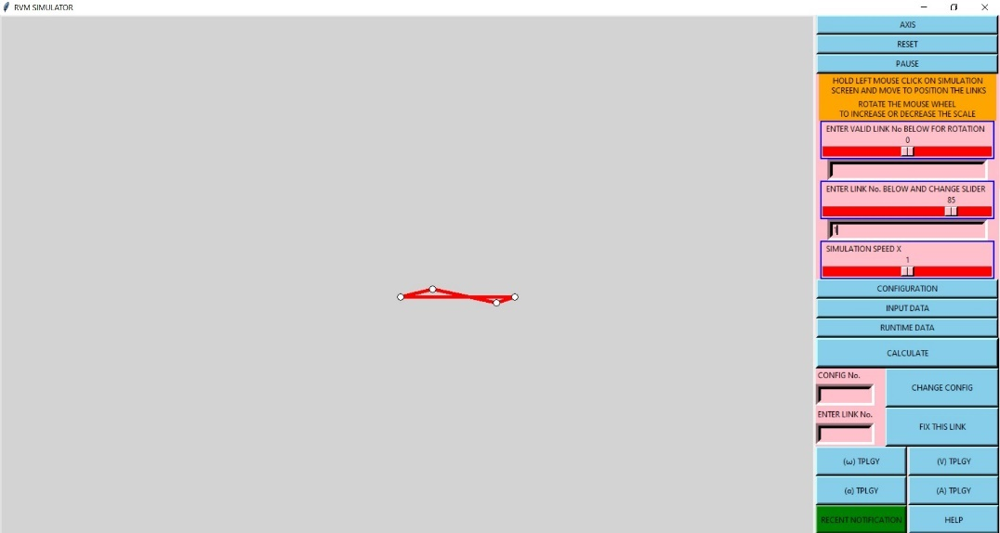 RVM SIMULATOR
AXIS
RESET
PAUSE
HOLD LEFT MOUSE CLICK ON SIMULATION
SCREEN AND MOVE TO POSITION THE LINKS
ROTATE THE MOUSE WHEEL
TO INCREASE OR DECREASE THE SCALE
ENTER VALID LINK No BELOW FOR ROTATION
0
ENTER LINK No. BELOW AND CHANGE SLIDER
85
1
SIMULATION SPEED X
1
CONFIGURATION
INPUT DATA
RUNTIME DATA
CALCULATE
CONFIG No.
CHANGE CONFIG
ENTER LINK No.
FIX THIS LINK
(ω) TPLGY
(V) TPLGY
(α) TPLGY
(A) TPLGY
RECENT NOTIFICATION
HELP